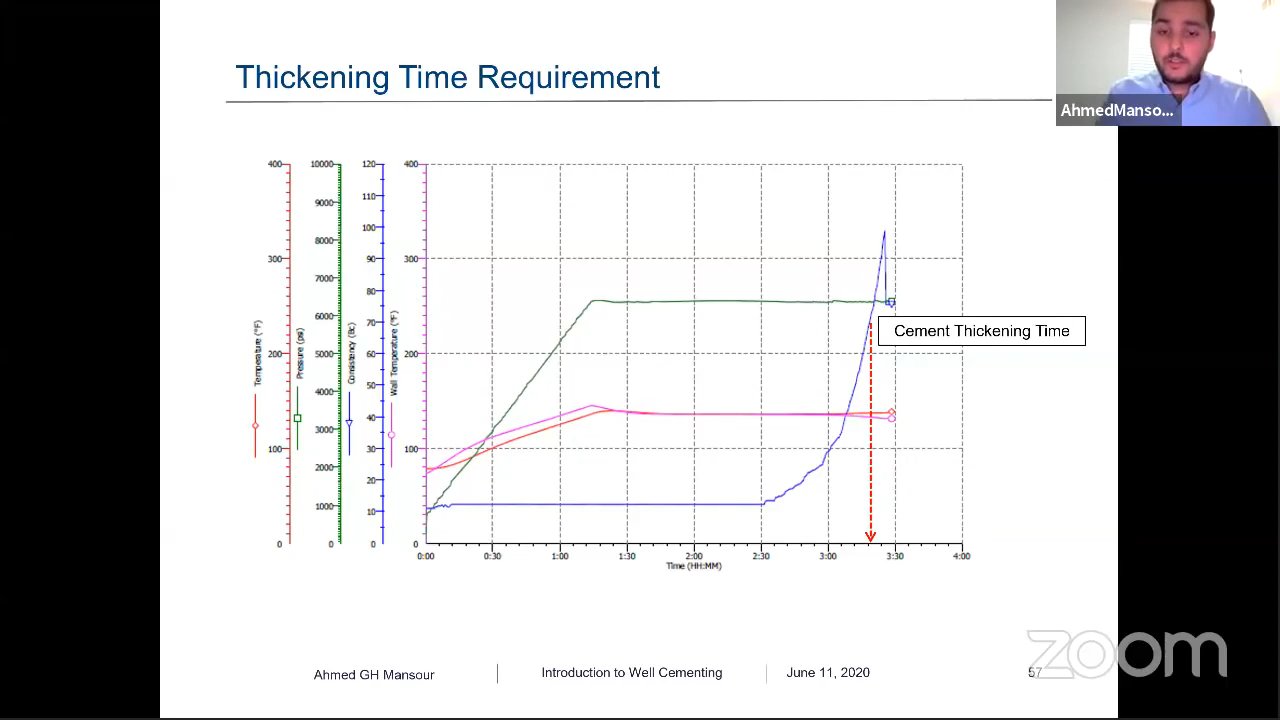 AhmedManso...
Thickening Time Requirement
400 10000 120 400
110
9000
100
8000
300 90 300
7000
80
6000
70
200 5000 60 200
50
4000
40
3000
100 30 100
2000
20
1000
10
0 0 0 0
Temperature (°F)
Pressure (psi)
Consistency (Bc)
Wall Temperature (°F)
Cement Thickening Time
0:00 0:30 1:00 1:30 2:00 2:30 3:00 3:30 4:00
Time (HH:MM)
Ahmed GH Mansour
Introduction to Well Cementing
June 11, 2020
57
zoom